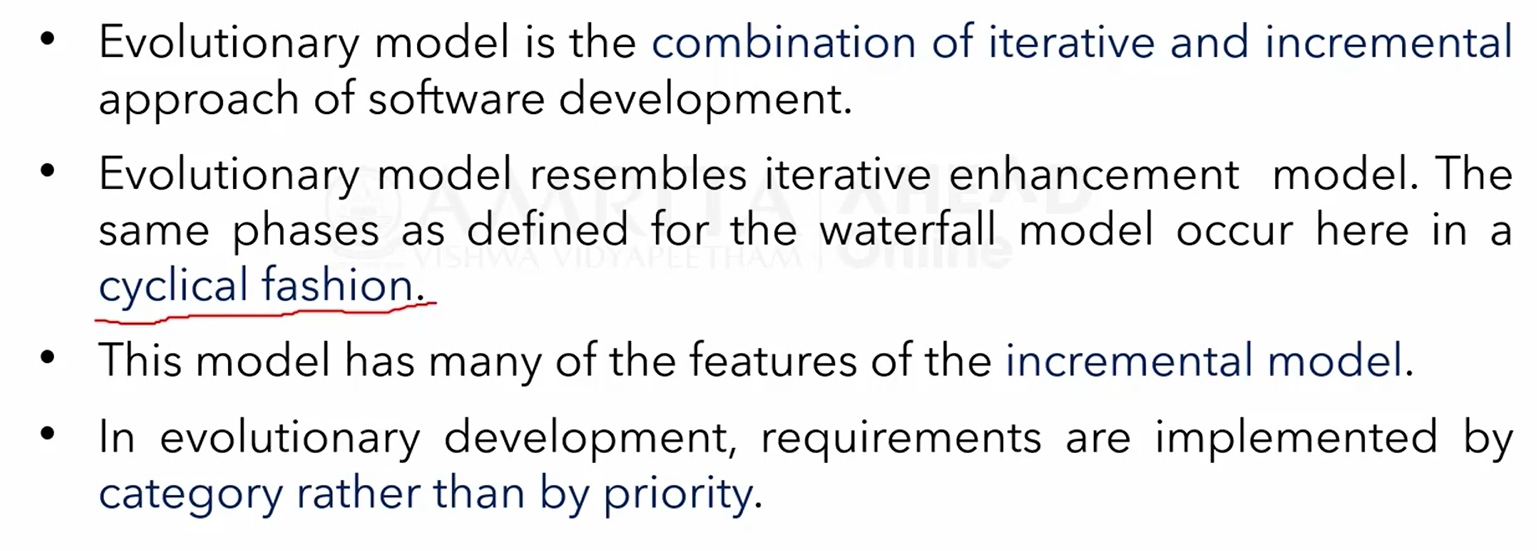 • Evolutionary model is the combination of iterative and incremental
approach of software development.
• Evolutionary model resembles iterative enhancement model. The
same phases as defined for the waterfall model occur here in a
cyclical fashion.
• This model has many of the features of the incremental model.
• In evolutionary development, requirements are implemented by
category rather than by priority.
AMRITA
VISHWA VIDYAPEETHAM
AHEAD
Online